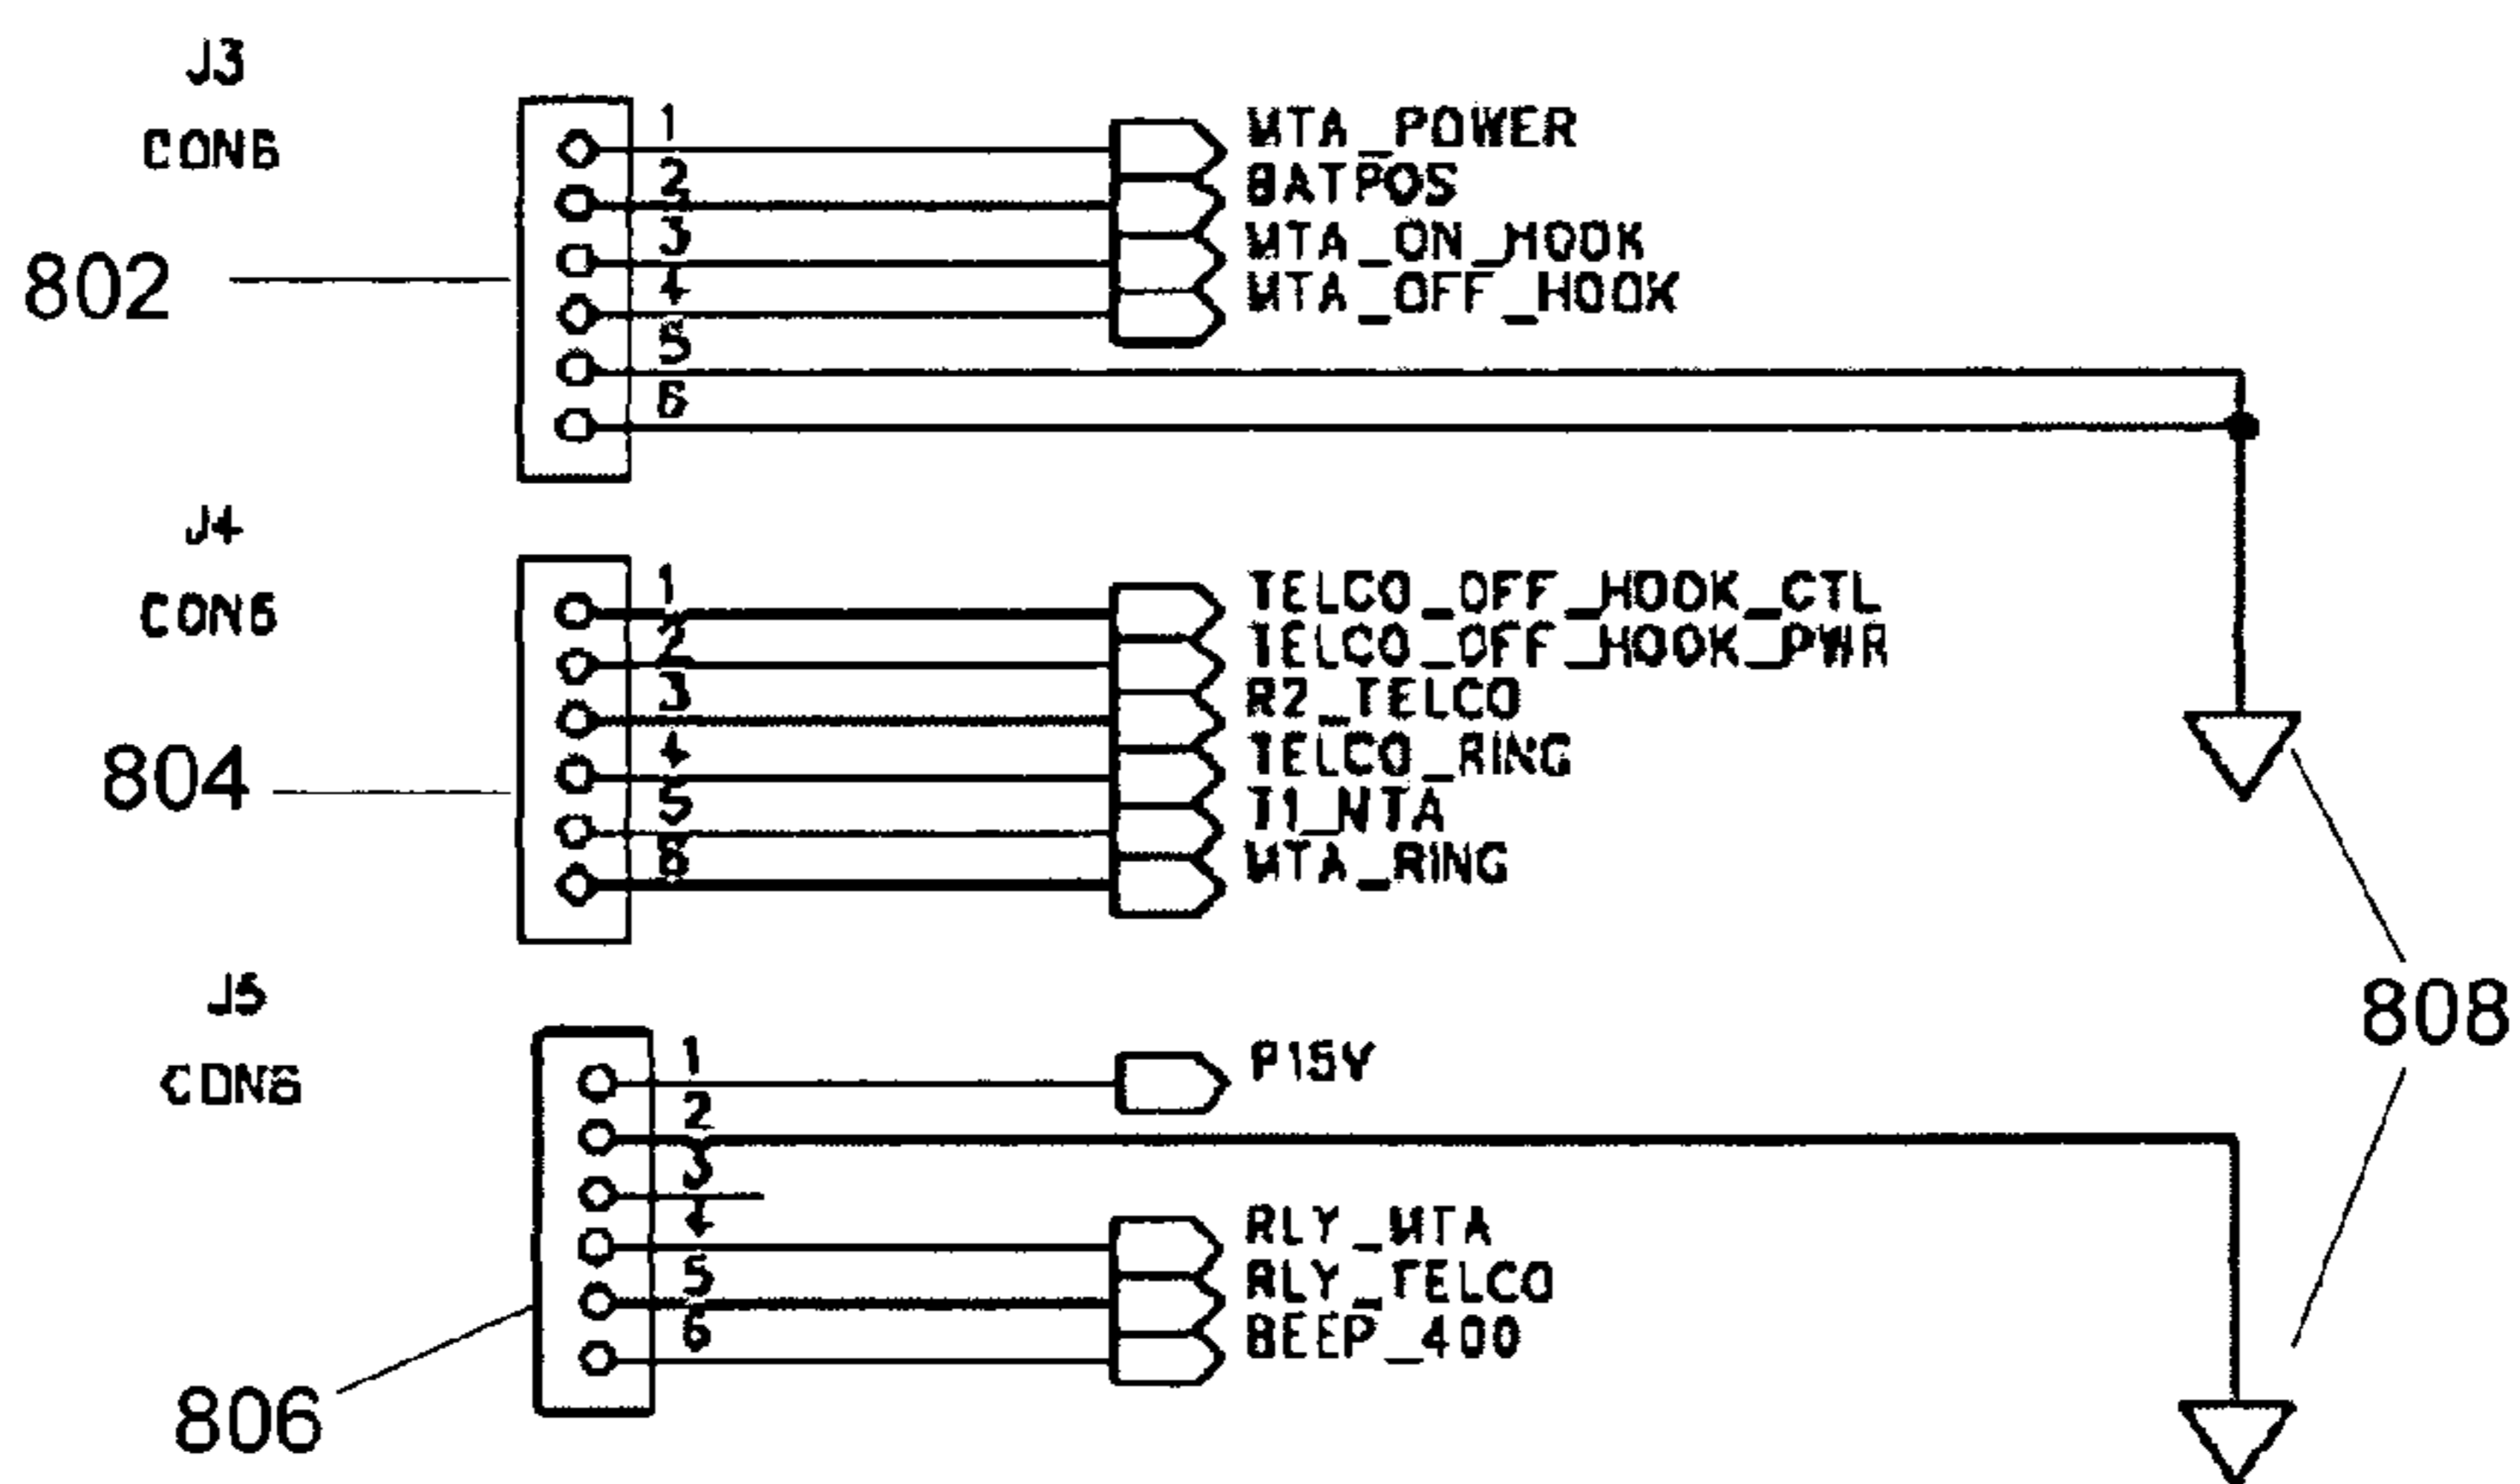 J3
CON6
802
1
2
3
4
5
6
MTA_POWER
BATPOS
MTA_ON_HOOK
MTA_OFF_HOOK
J4
CON6
804
1
2
3
4
5
6
TELCO_OFF_HOOK_CTL
TELCO_OFF_HOOK_PWR
R2_TELCO
TELCO_RING
T1_MTA
MTA_RING
808
J5
CON6
806
1
2
3
4
5
6
P15V
RLY_MTA
RLY_TELCO
BEEP_400